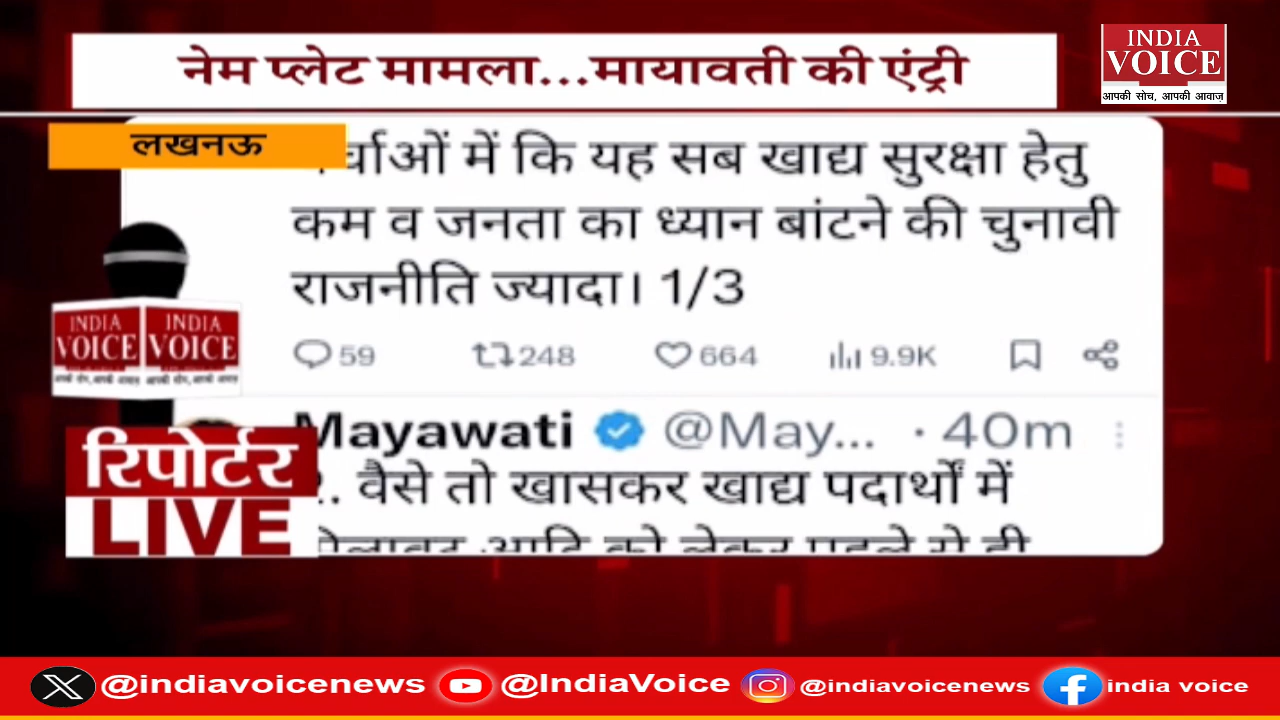 नेम प्लेट मामला...मायावती की एंट्री
INDIA
VOICE
आपकी सोच, आपकी आवाज़
लखनऊ
में कि यह सब खाद्य सुरक्षा हेतु
कम व जनता का ध्यान बांटने की चुनावी
राजनीति ज्यादा। 1/3
59 248 664 9.9K
INDIA INDIA
VOICE VOICE
Mayawati @May... · 40m
रिपोर्टर
LIVE
वैसे तो खासकर खाद्य पदार्थों में
@indiavoicenews @IndiaVoice @indiavoicenews india voice